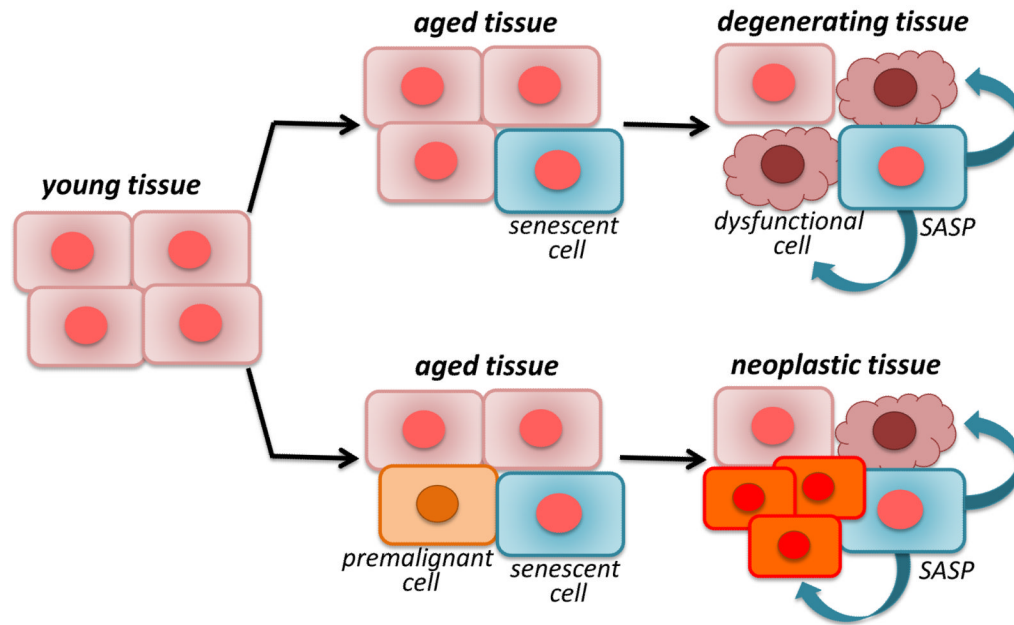 aged tissue
degenerating tissue
young tissue
senescent
cell
dysfunctional
cell
SASP
aged tissue
neoplastic tissue
premalignant
cell
senescent
cell
SASP